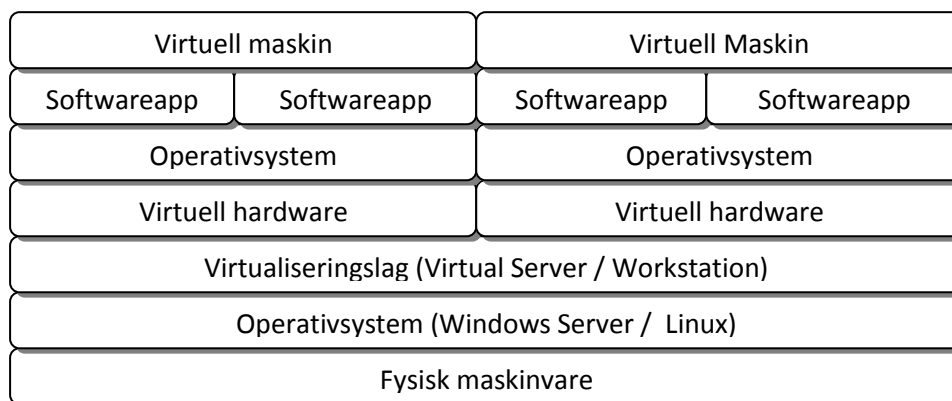 Virtuell maskin Virtuell Maskin
Softwareapp Softwareapp Softwareapp Softwareapp
Operativsystem Operativsystem
Virtuell hardware Virtuell hardware
Virtualiseringslag (Virtual Server / Workstation)
Operativsystem (Windows Server / Linux)
Fysisk maskinvare